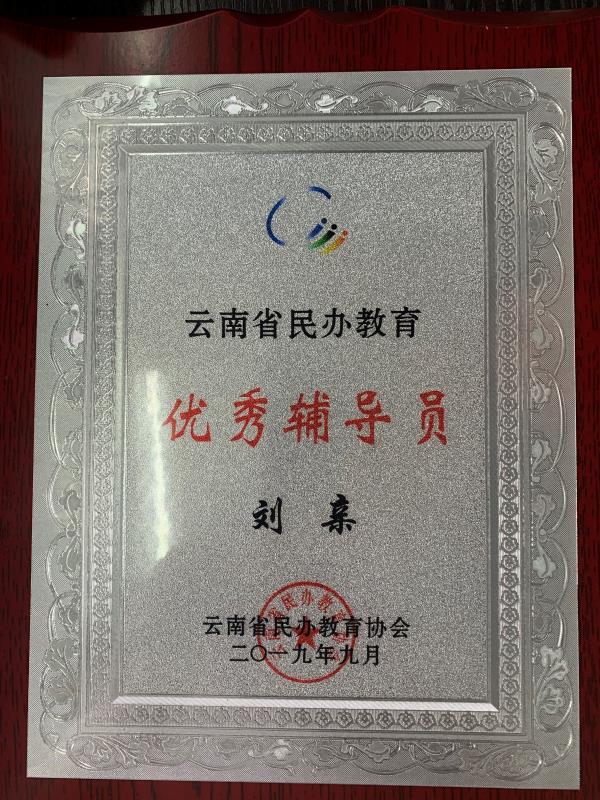 云南省民办教育
优秀辅导员
刘 亲
云南省民办教育协会
二〇一九年九月